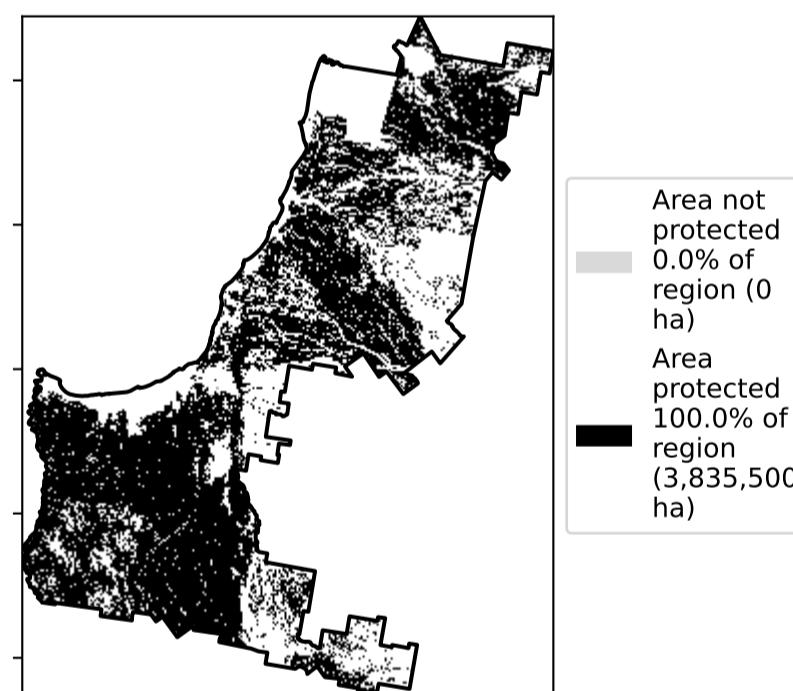 Area not
protected
0.0% of
region (0
ha)
Area
protected
100.0% of
region
(3,835,500
ha)